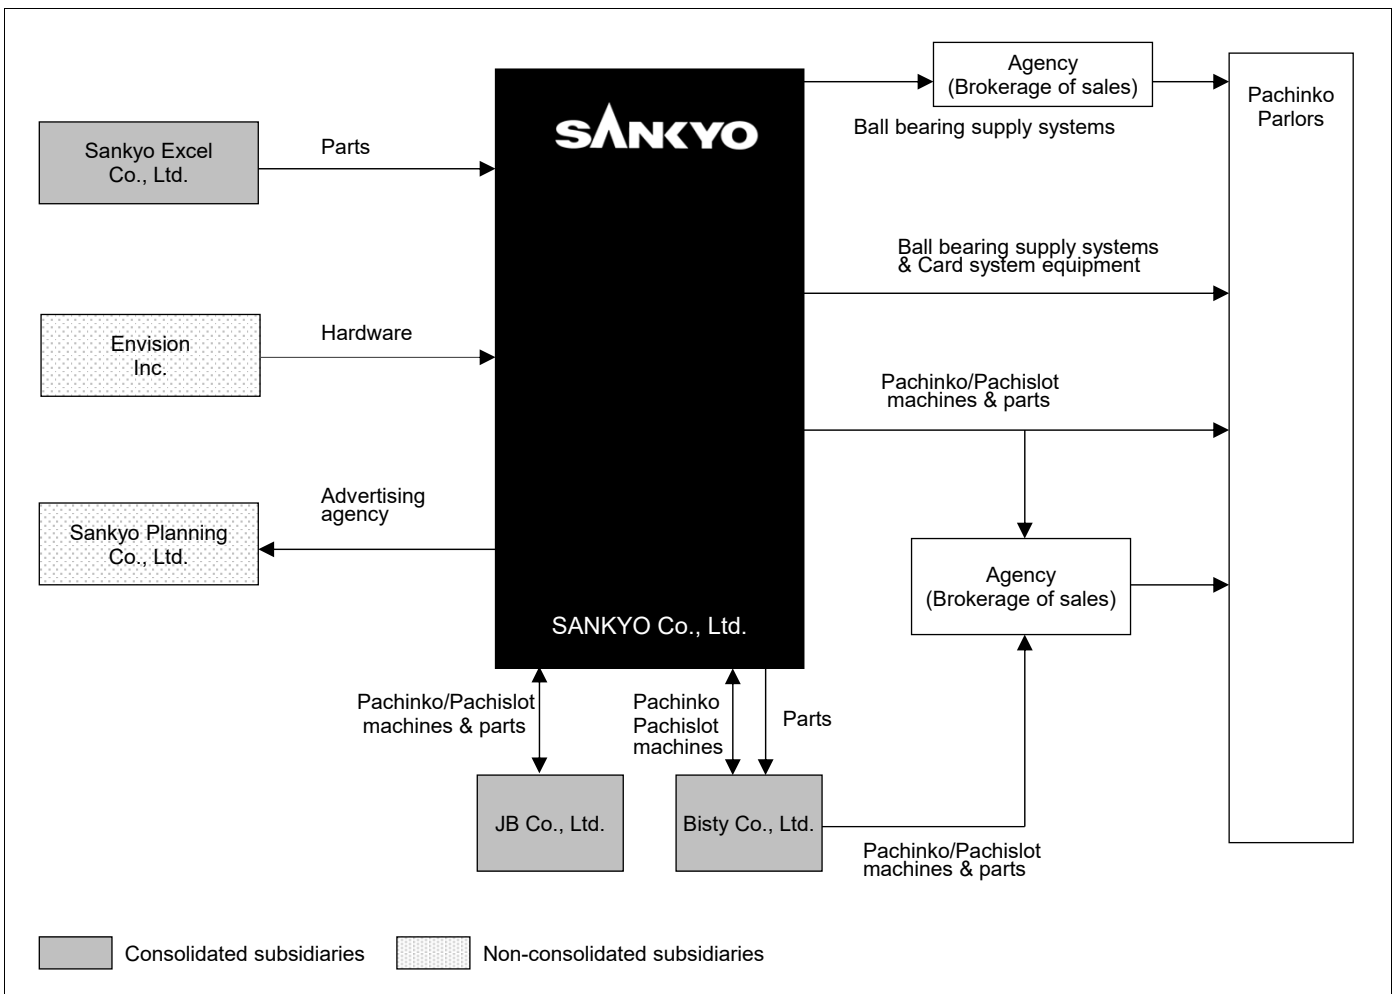 Agency
(Brokerage of sales)
Pachinko
Parlors
SANKYO
Ball bearing supply systems
Sankyo Excel
Co., Ltd.
Parts
Ball bearing supply systems
& Card system equipment
Envision
Inc.
Hardware
Pachinko/Pachislot
machines & parts
Sankyo Planning
Co., Ltd.
Advertising
agency
Agency
(Brokerage of sales)
SANKYO Co., Ltd.
Pachinko/Pachislot
machines & parts
Pachinko
Pachislot
machines
Parts
JB Co., Ltd.
Bisty Co., Ltd.
Pachinko/Pachislot
machines & parts
Consolidated subsidiaries
Non-consolidated subsidiaries